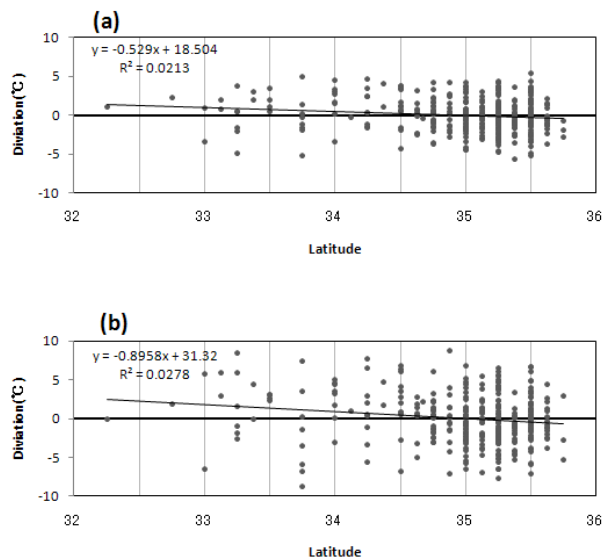 (a)
y = -0.529x + 18.504
R² = 0.0213
10
5
0
-5
-10
Diviation(℃)
32 33 34 35 36
Latitude
(b)
y = -0.8958x + 31.32
R² = 0.0278
10
5
0
-5
-10
Diviation(℃)
32 33 34 35 36
Latitude